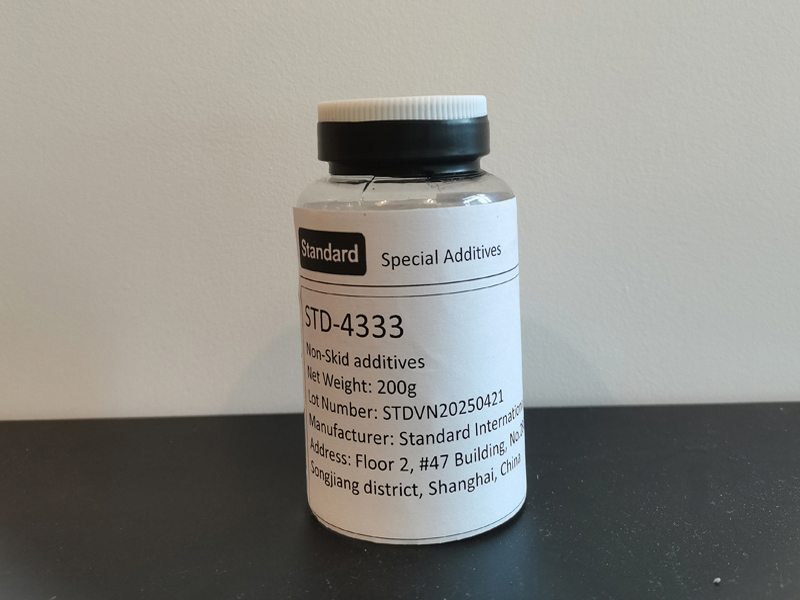 Standard Special Additives
STD-4333
Non-Skid additives
Net Weight: 200g
Lot Number: STDVN20250421
Manufacturer: Standard
Address: Floor 2, #47 Building,
Songjiang district, Shanghai, China